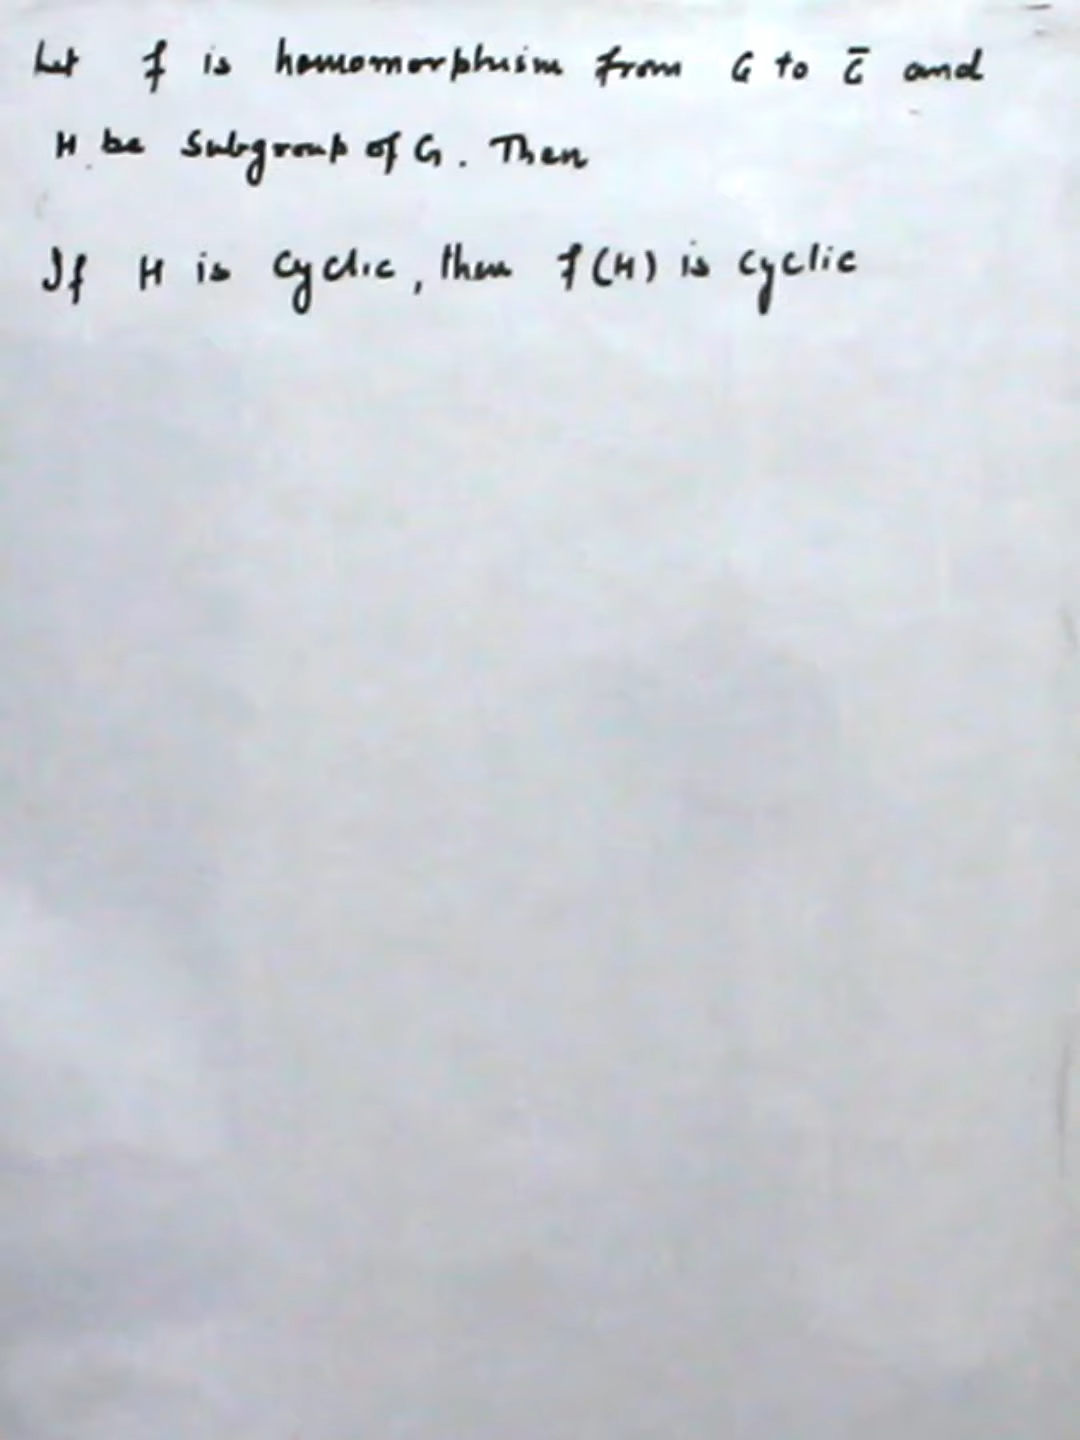 Let f is homomorphism from G to G̅ and
H be Subgroup of G. Then
If H is Cyclic, then f(H) is cyclic